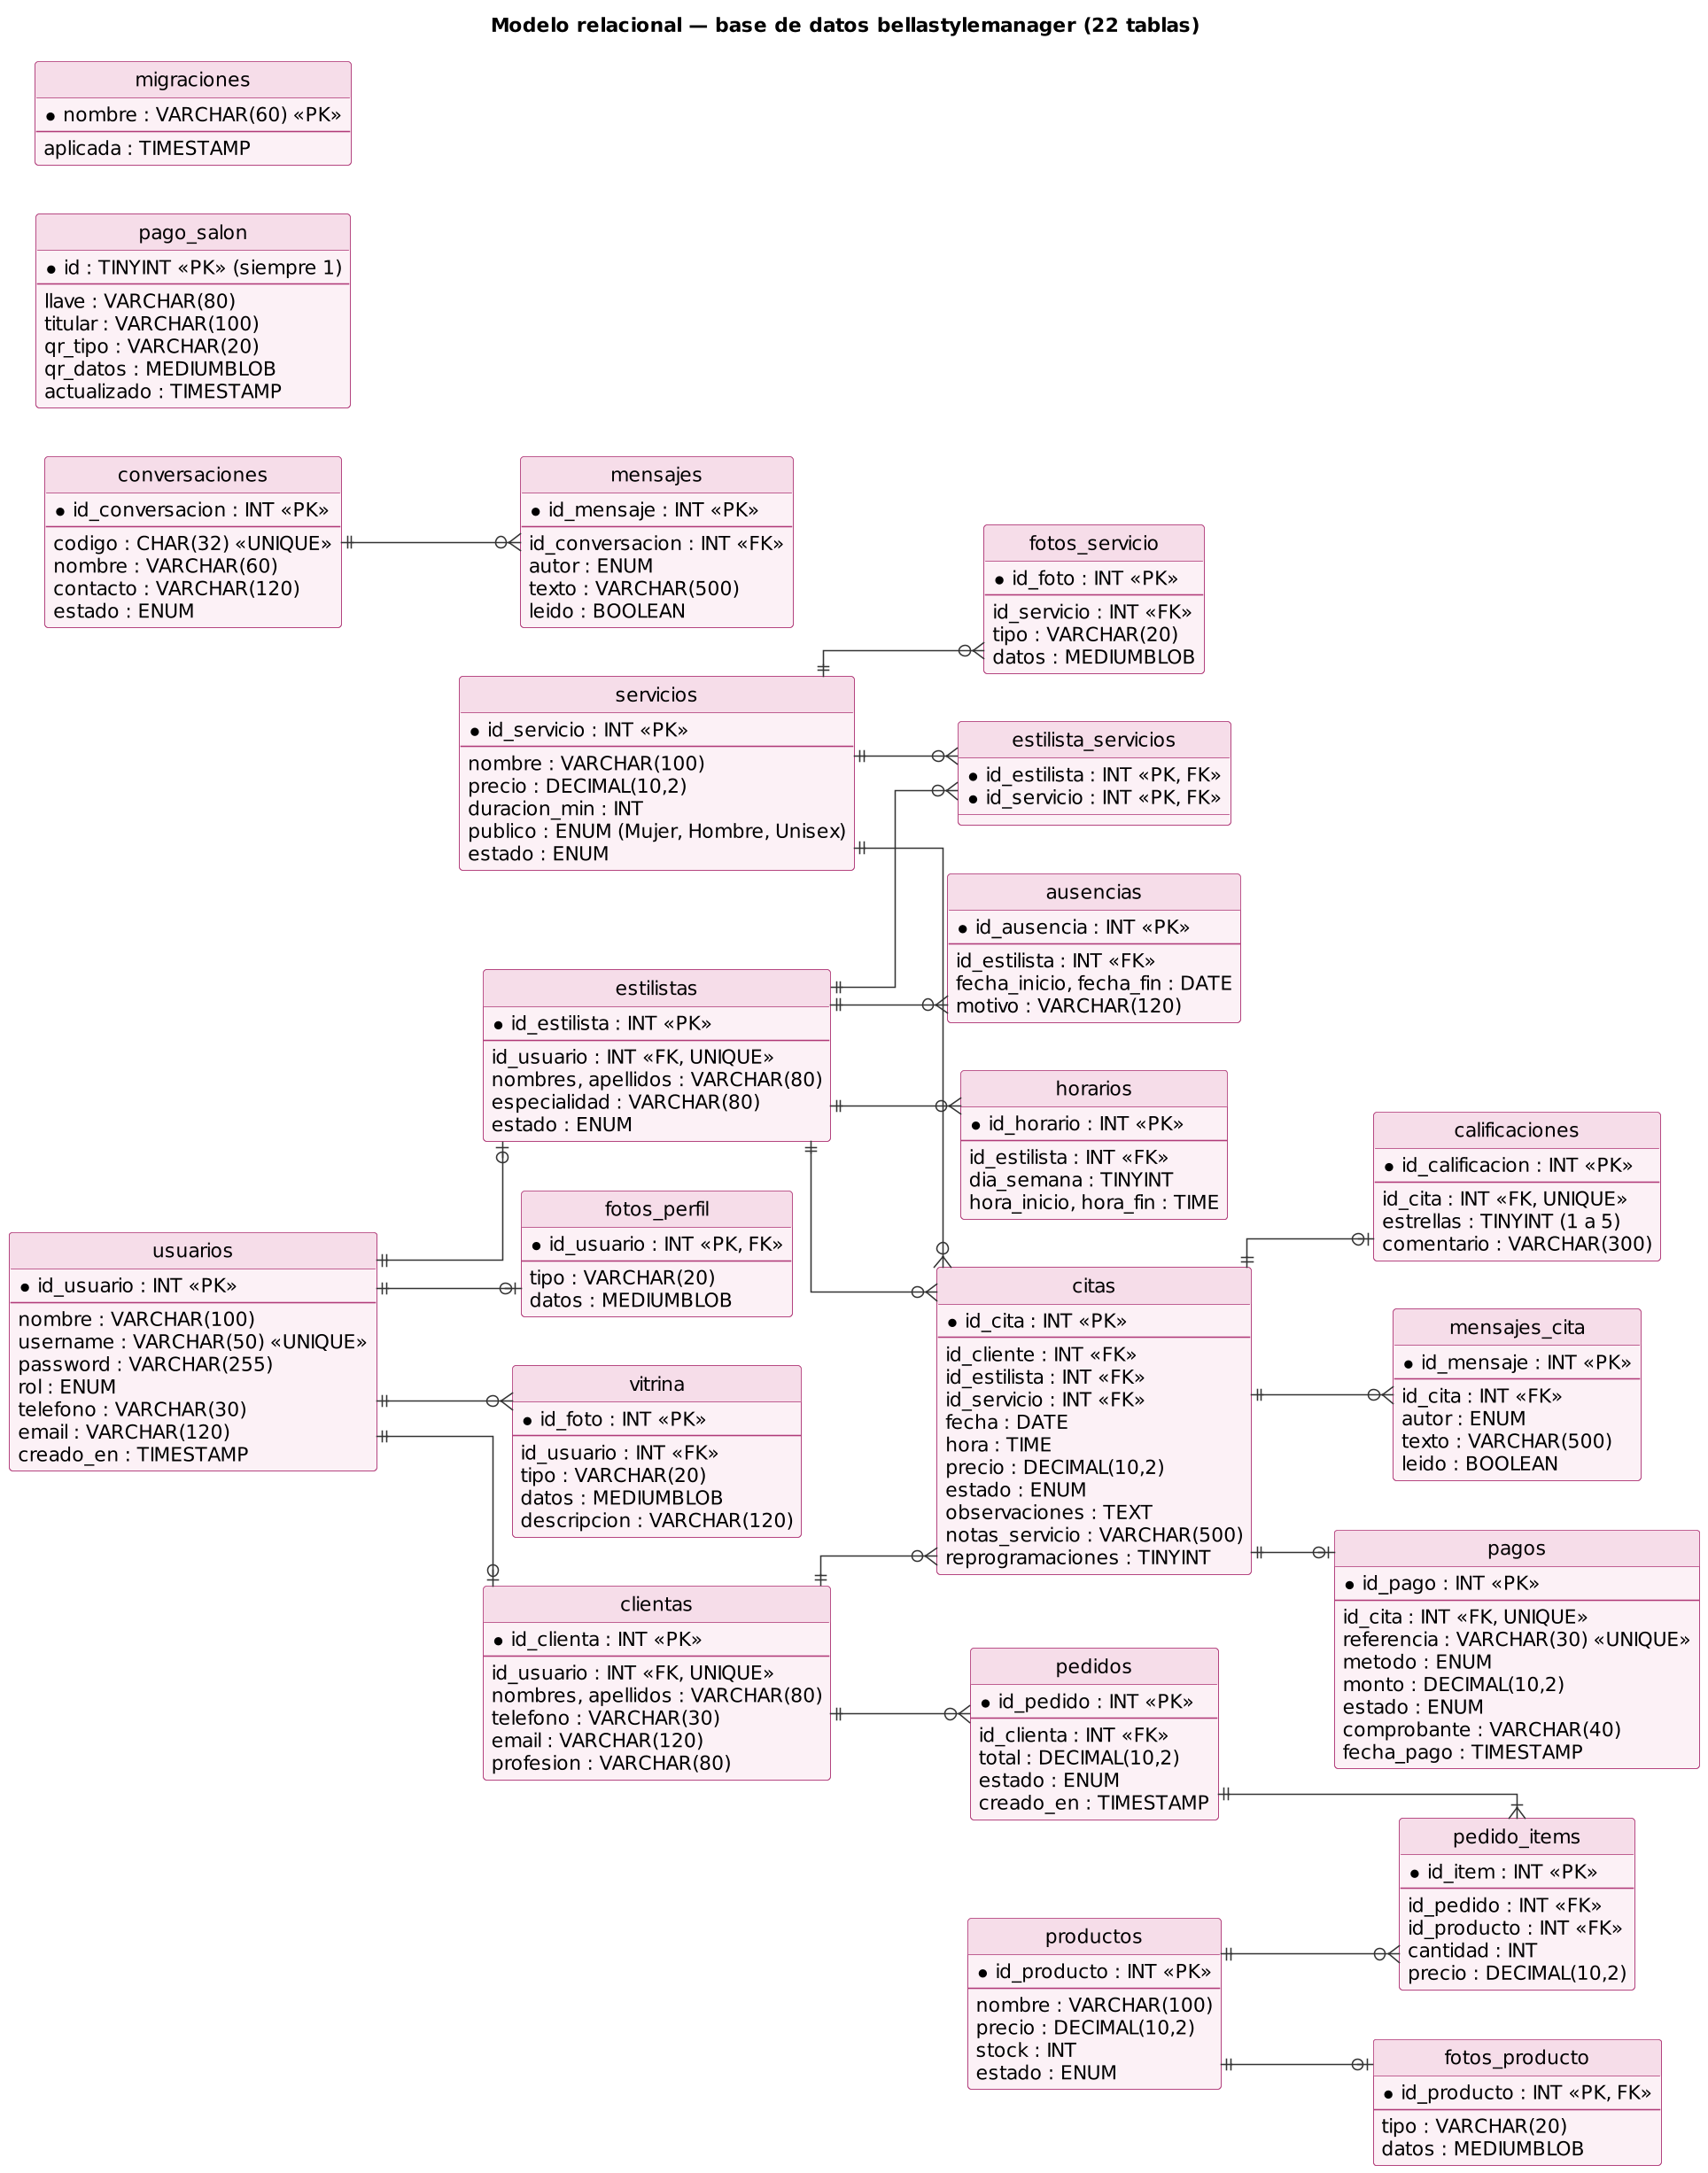 Modelo relacional — base de datos bellastylemanager (22 tablas)
migraciones
nombre : VARCHAR(60) «PK»
aplicada : TIMESTAMP
pago_salon
id : TINYINT «PK» (siempre 1)
llave : VARCHAR(80)
titular : VARCHAR(100)
qr_tipo : VARCHAR(20)
qr_datos : MEDIUMBLOB
actualizado : TIMESTAMP
conversaciones
id_conversacion : INT «PK»
codigo : CHAR(32) «UNIQUE»
nombre : VARCHAR(60)
contacto : VARCHAR(120)
estado : ENUM
mensajes
id_mensaje : INT «PK»
id_conversacion : INT «FK»
autor : ENUM
texto : VARCHAR(500)
leido : BOOLEAN
fotos_servicio
id_foto : INT «PK»
id_servicio : INT «FK»
tipo : VARCHAR(20)
datos : MEDIUMBLOB
servicios
id_servicio : INT «PK»
nombre : VARCHAR(100)
precio : DECIMAL(10,2)
duracion_min : INT
publico : ENUM (Mujer, Hombre, Unisex)
estado : ENUM
estilista_servicios
id_estilista : INT «PK, FK»
id_servicio : INT «PK, FK»
ausencias
id_ausencia : INT «PK»
id_estilista : INT «FK»
fecha_inicio, fecha_fin : DATE
motivo : VARCHAR(120)
estilistas
id_estilista : INT «PK»
id_usuario : INT «FK, UNIQUE»
nombres, apellidos : VARCHAR(80)
especialidad : VARCHAR(80)
estado : ENUM
horarios
id_horario : INT «PK»
id_estilista : INT «FK»
dia_semana : TINYINT
hora_inicio, hora_fin : TIME
calificaciones
id_calificacion : INT «PK»
id_cita : INT «FK, UNIQUE»
estrellas : TINYINT (1 a 5)
comentario : VARCHAR(300)
fotos_perfil
id_usuario : INT «PK, FK»
tipo : VARCHAR(20)
datos : MEDIUMBLOB
usuarios
id_usuario : INT «PK»
nombre : VARCHAR(100)
username : VARCHAR(50) «UNIQUE»
password : VARCHAR(255)
rol : ENUM
telefono : VARCHAR(30)
email : VARCHAR(120)
creado_en : TIMESTAMP
citas
id_cita : INT «PK»
id_cliente : INT «FK»
id_estilista : INT «FK»
id_servicio : INT «FK»
fecha : DATE
hora : TIME
precio : DECIMAL(10,2)
estado : ENUM
observaciones : TEXT
notas_servicio : VARCHAR(500)
reprogramaciones : TINYINT
mensajes_cita
id_mensaje : INT «PK»
id_cita : INT «FK»
autor : ENUM
texto : VARCHAR(500)
leido : BOOLEAN
vitrina
id_foto : INT «PK»
id_usuario : INT «FK»
tipo : VARCHAR(20)
datos : MEDIUMBLOB
descripcion : VARCHAR(120)
pagos
id_pago : INT «PK»
id_cita : INT «FK, UNIQUE»
referencia : VARCHAR(30) «UNIQUE»
metodo : ENUM
monto : DECIMAL(10,2)
estado : ENUM
comprobante : VARCHAR(40)
fecha_pago : TIMESTAMP
clientas
id_clienta : INT «PK»
id_usuario : INT «FK, UNIQUE»
nombres, apellidos : VARCHAR(80)
telefono : VARCHAR(30)
email : VARCHAR(120)
profesion : VARCHAR(80)
pedidos
id_pedido : INT «PK»
id_clienta : INT «FK»
total : DECIMAL(10,2)
estado : ENUM
creado_en : TIMESTAMP
pedido_items
id_item : INT «PK»
id_pedido : INT «FK»
id_producto : INT «FK»
cantidad : INT
precio : DECIMAL(10,2)
productos
id_producto : INT «PK»
nombre : VARCHAR(100)
precio : DECIMAL(10,2)
stock : INT
estado : ENUM
fotos_producto
id_producto : INT «PK, FK»
tipo : VARCHAR(20)
datos : MEDIUMBLOB